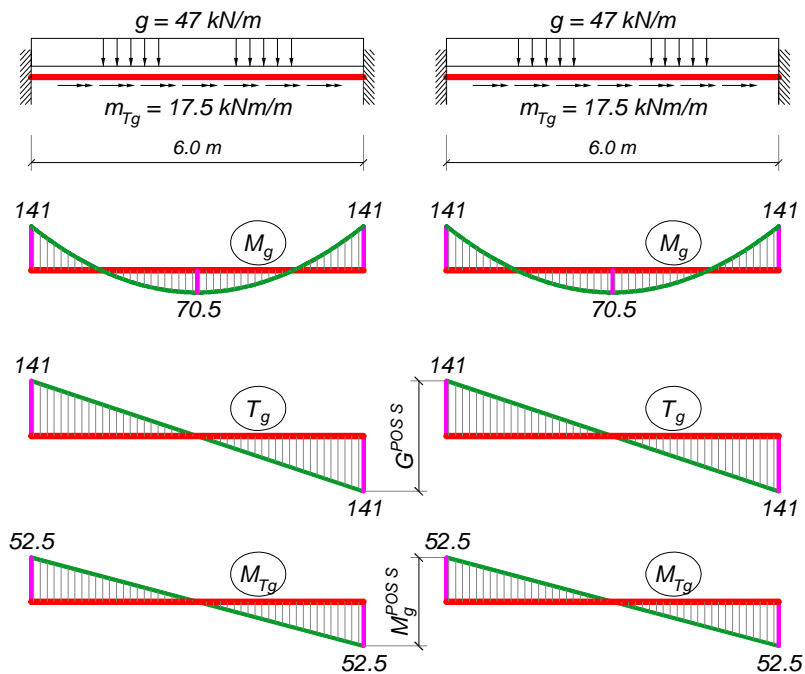 g = 47 kN/m
g = 47 kN/m
m_Tg = 17.5 kNm/m
m_Tg = 17.5 kNm/m
6.0 m
6.0 m
141
141
141
141
M_g
M_g
70.5
70.5
141
141
T_g
T_g
G^POS S
141
141
52.5
52.5
M_Tg
M_Tg
M_g^POS S
52.5
52.5